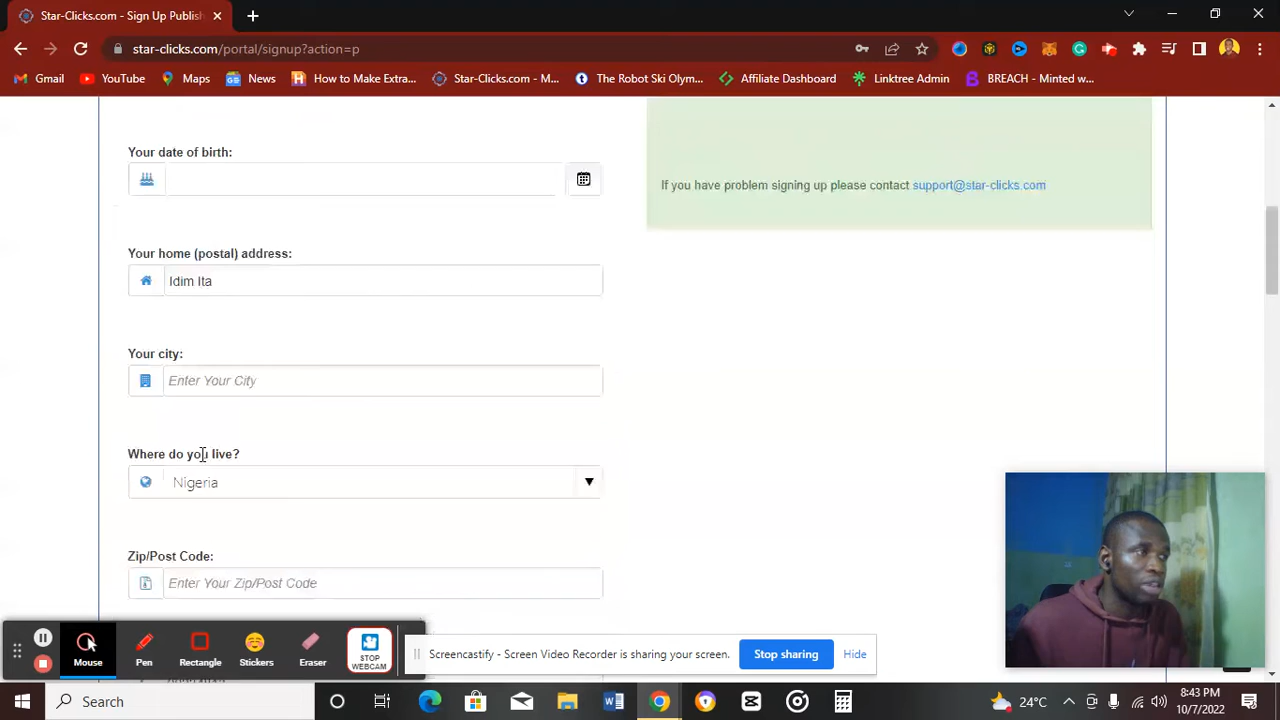 Star-Clicks.com - Sign Up Publish
star-clicks.com/portal/signup?action=p
Gmail
YouTube
Maps
News
How to Make Extra...
Star-Clicks.com - M...
The Robot Ski Olym...
Affiliate Dashboard
Linktree Admin
BREACH - Minted w...
Your date of birth:
If you have problem signing up please contact support@star-clicks.com
Your home (postal) address:
Idim Ita
Your city:
Enter Your City
Where do you live?
Nigeria
Zip/Post Code:
Enter Your Zip/Post Code
Mouse
Pen
Rectangle
Stickers
Eraser
STOP
WEBCAM
Screencastify - Screen Video Recorder is sharing your screen.
Stop sharing
Hide
Search
24°C
8:43 PM
10/7/2022